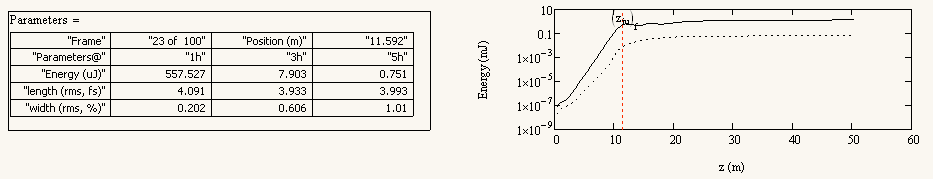 Parameters =
"Frame" "23 of 100" "Position (m)" "11.592"
"Parameters@" "1h" "3h" "5h"
"Energy (uJ)" 557.527 7.903 0.751
"length (rms, fs)" 4.091 3.933 3.993
"width (rms, %)" 0.202 0.606 1.01
Energy (mJ)
10
0.1
1×10⁻³
1×10⁻⁵
1×10⁻⁷
1×10⁻⁹
0 10 20 30 40 50 60
z (m)